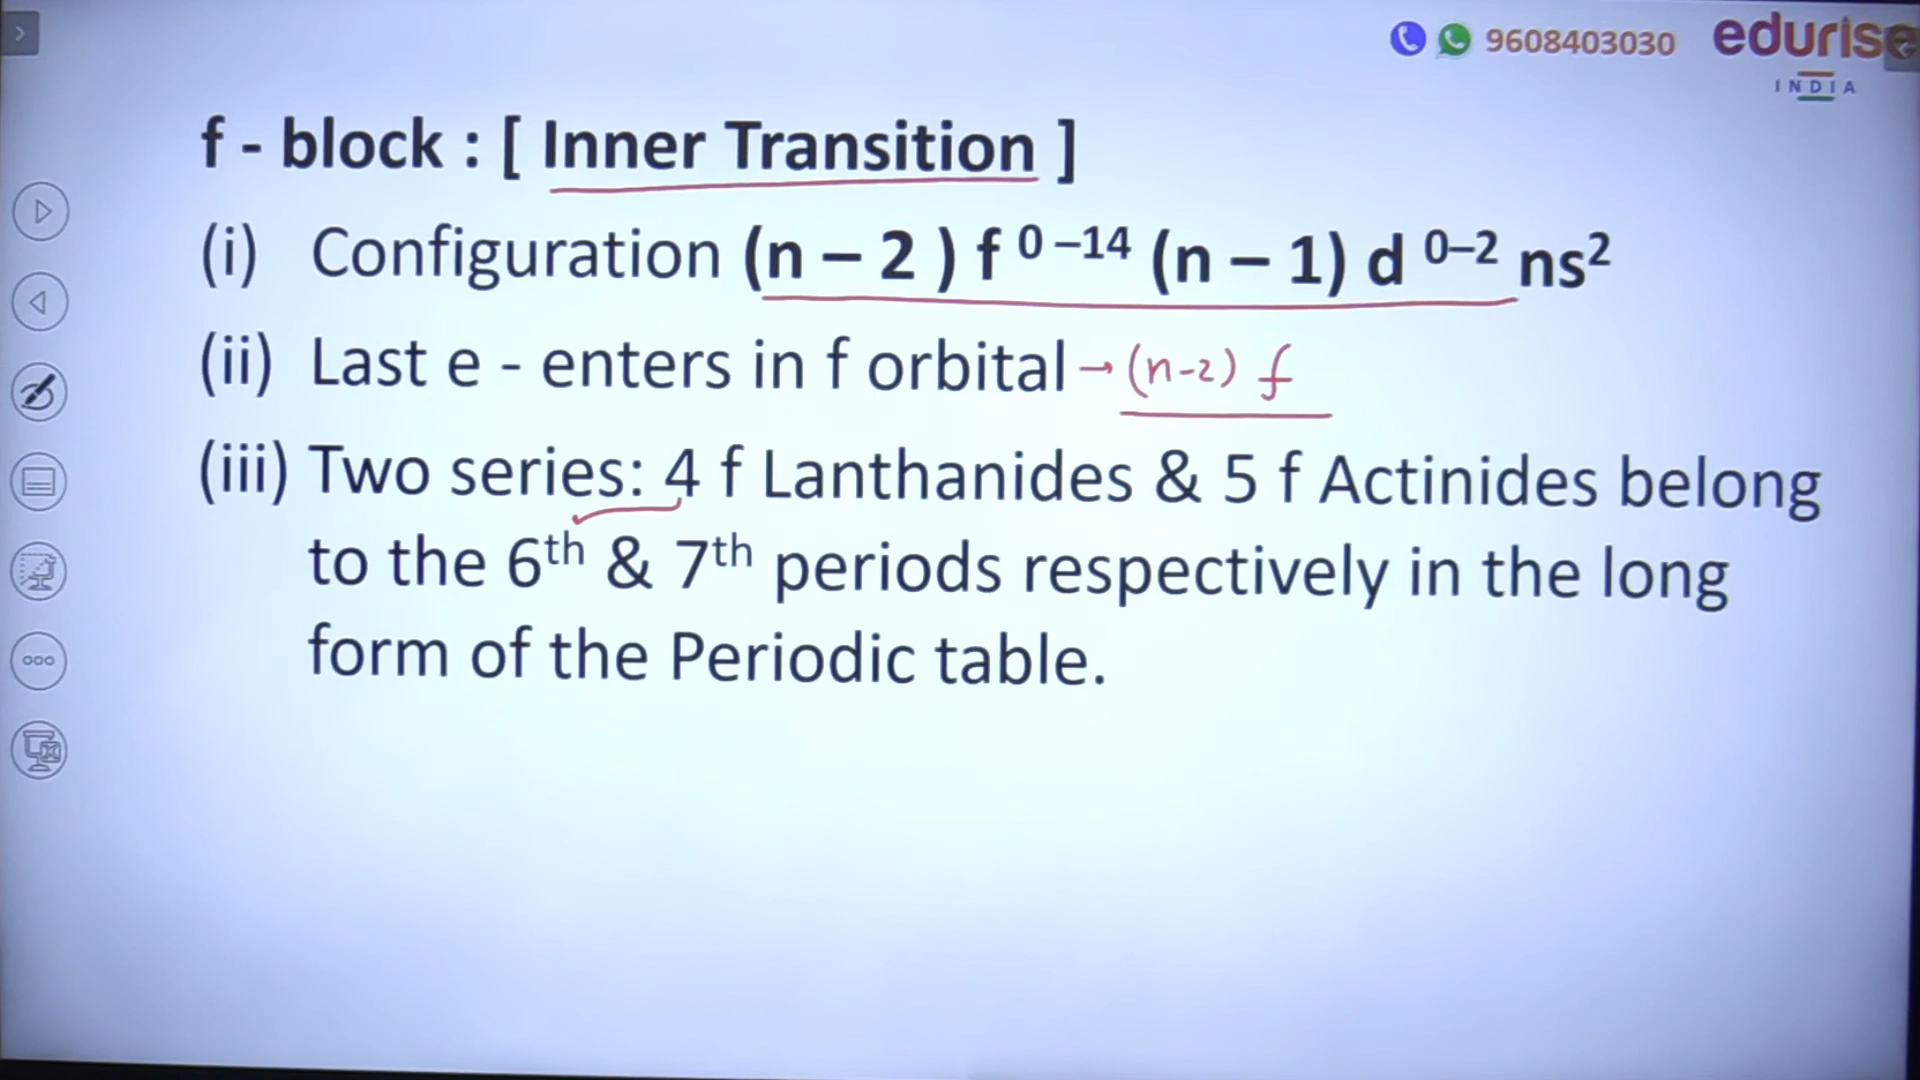 9608403030 edurise
INDIA
f - block : [ Inner Transition ]
(i) Configuration (n – 2 ) f ⁰ ⁻¹⁴ (n – 1) d ⁰⁻² ns²
(ii) Last e - enters in f orbital → (n-2) f
(iii) Two series: 4 f Lanthanides & 5 f Actinides belong
to the 6ᵗʰ & 7ᵗʰ periods respectively in the long
form of the Periodic table.